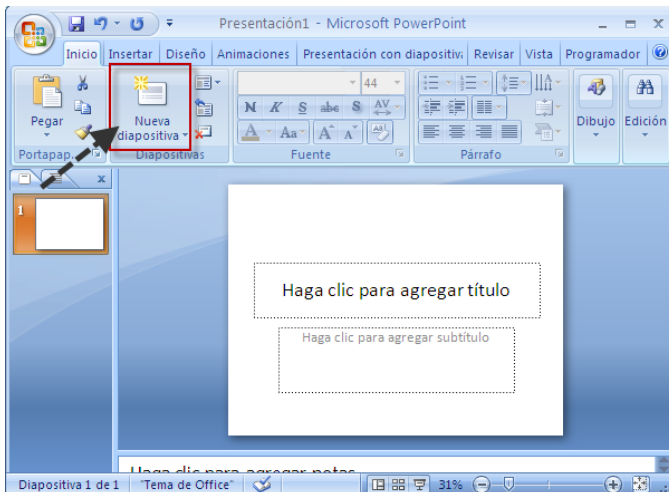 Presentación1 - Microsoft PowerPoint
Inicio Insertar Diseño Animaciones Presentación con diapositiva Revisar Vista Programador
Pegar
Nueva diapositiva
44
N K S abc S AV
A Aa A A
Dibujo Edición
Portapap. Diapositivas Fuente Párrafo
1
Haga clic para agregar título
Haga clic para agregar subtítulo
Haga clic para agregar notas
Diapositiva 1 de 1 "Tema de Office" 31%